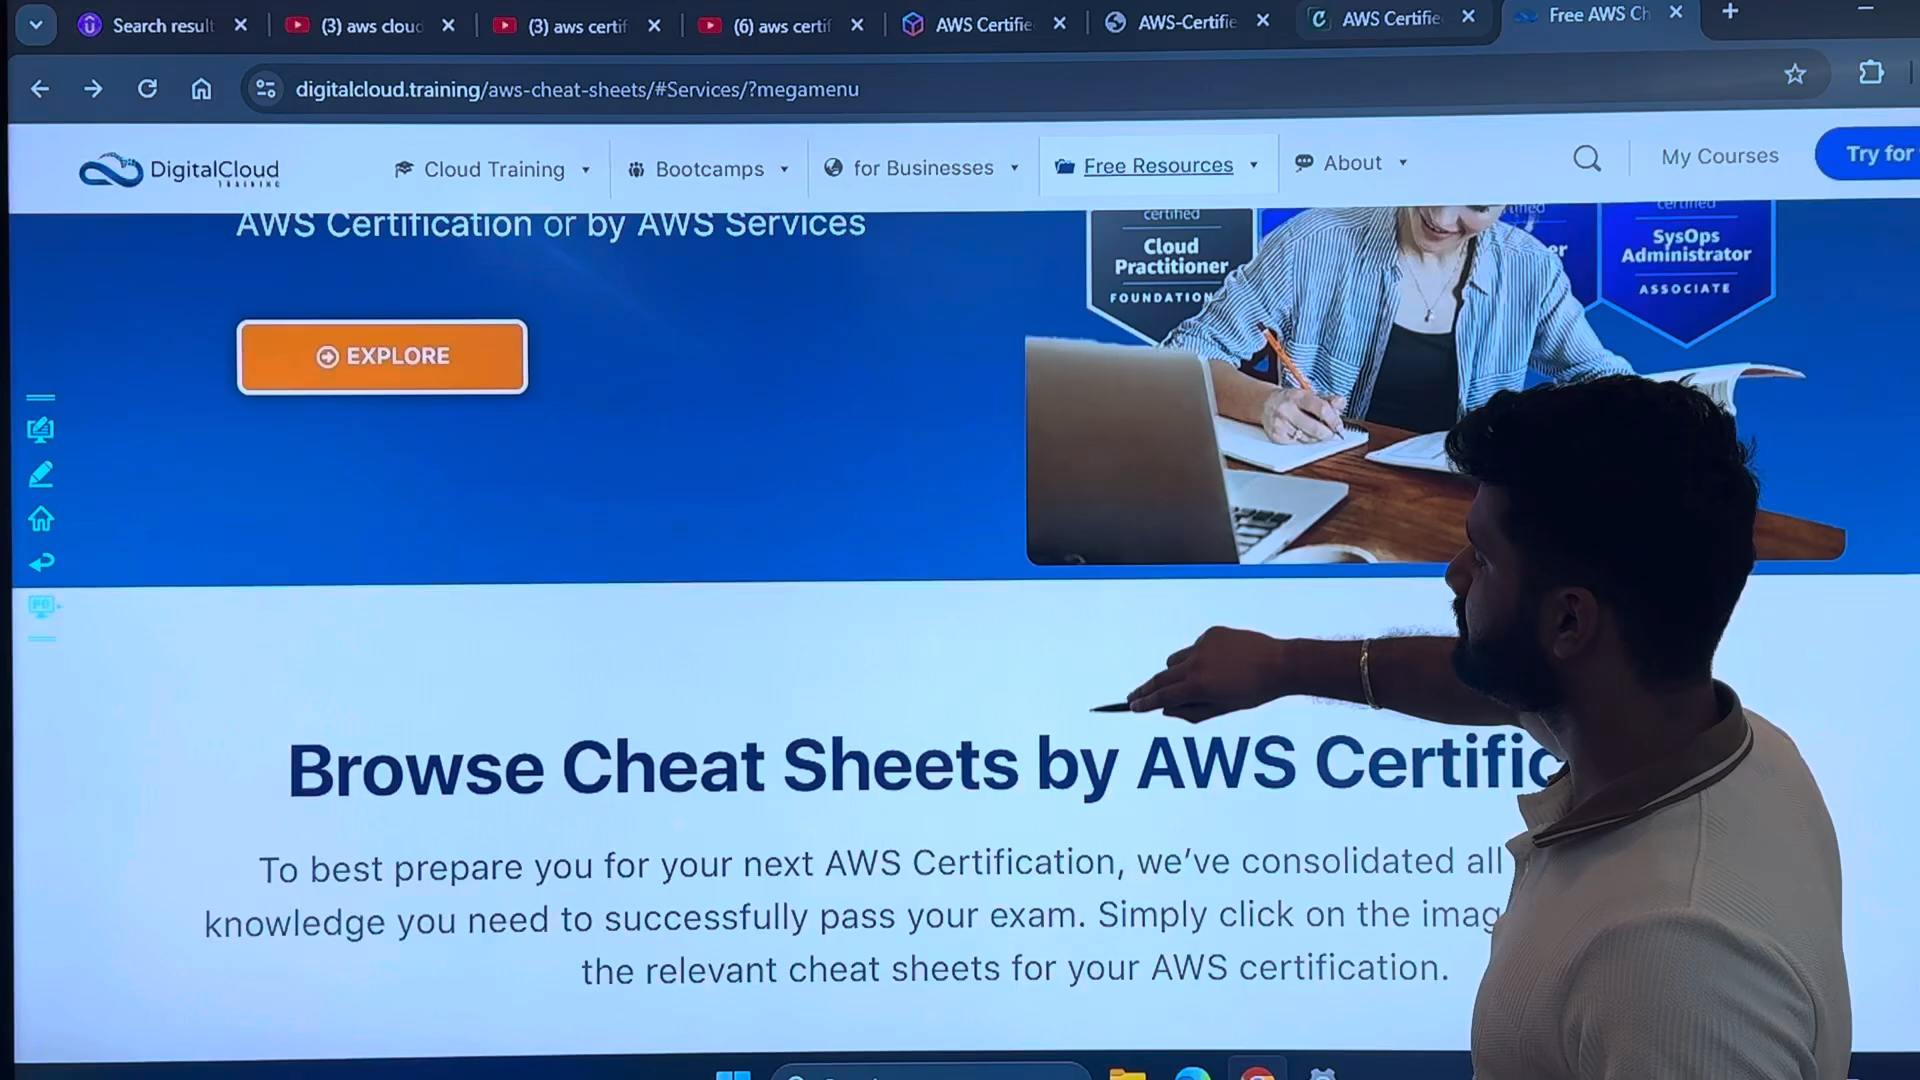 Search result
(3) aws cloud
(3) aws certif
(6) aws certif
AWS Certifie
AWS-Certifie
AWS Certifie
Free AWS Ch
digitalcloud.training/aws-cheat-sheets/#Services/?megamenu
DigitalCloud
TRAINING
Cloud Training
Bootcamps
for Businesses
Free Resources
About
My Courses
Try for
AWS Certification or by AWS Services
EXPLORE
certified
Cloud
Practitioner
FOUNDATION
er
certified
SysOps
Administrator
ASSOCIATE
Browse Cheat Sheets by AWS Certific
To best prepare you for your next AWS Certification, we've consolidated all
knowledge you need to successfully pass your exam. Simply click on the imag
the relevant cheat sheets for your AWS certification.